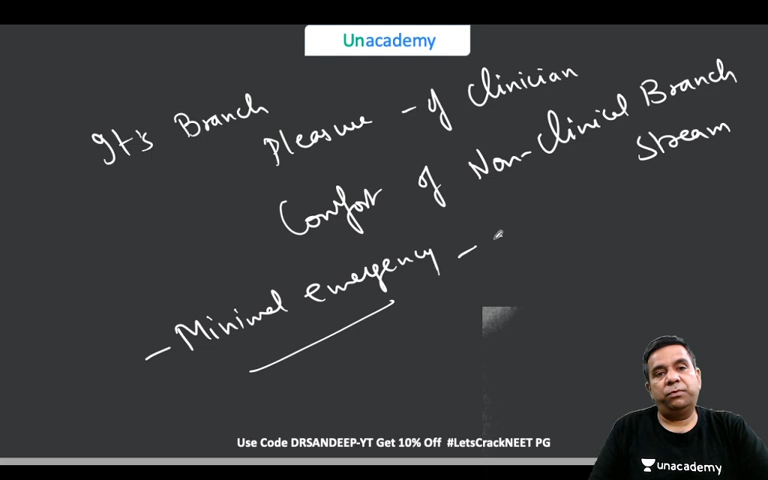 Unacademy
It's Branch
Pleasure - of Clinician
Comfort of Non-Clinical Branch
Stream
- Minimal emergency -
Use Code DRSANDEEP-YT Get 10% Off #LetsCrackNEET PG
unacademy